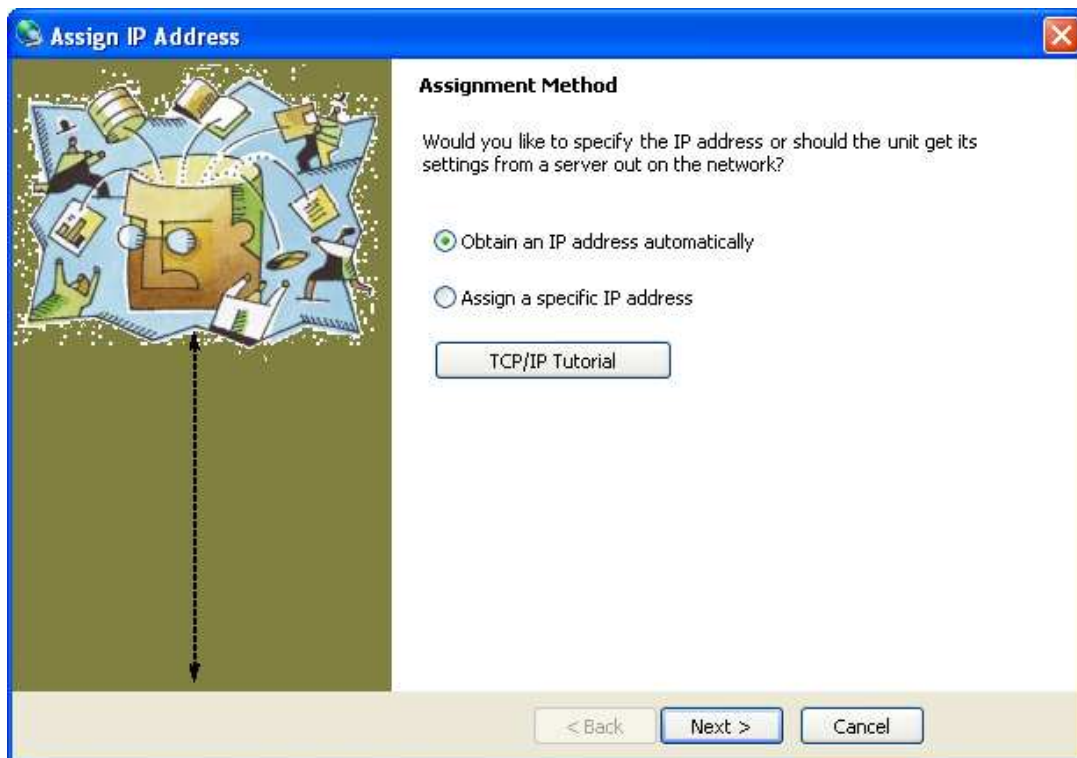 Assign IP Address
Assignment Method
Would you like to specify the IP address or should the unit get its
settings from a server out on the network?
Obtain an IP address automatically
Assign a specific IP address
TCP/IP Tutorial
< Back
Next >
Cancel